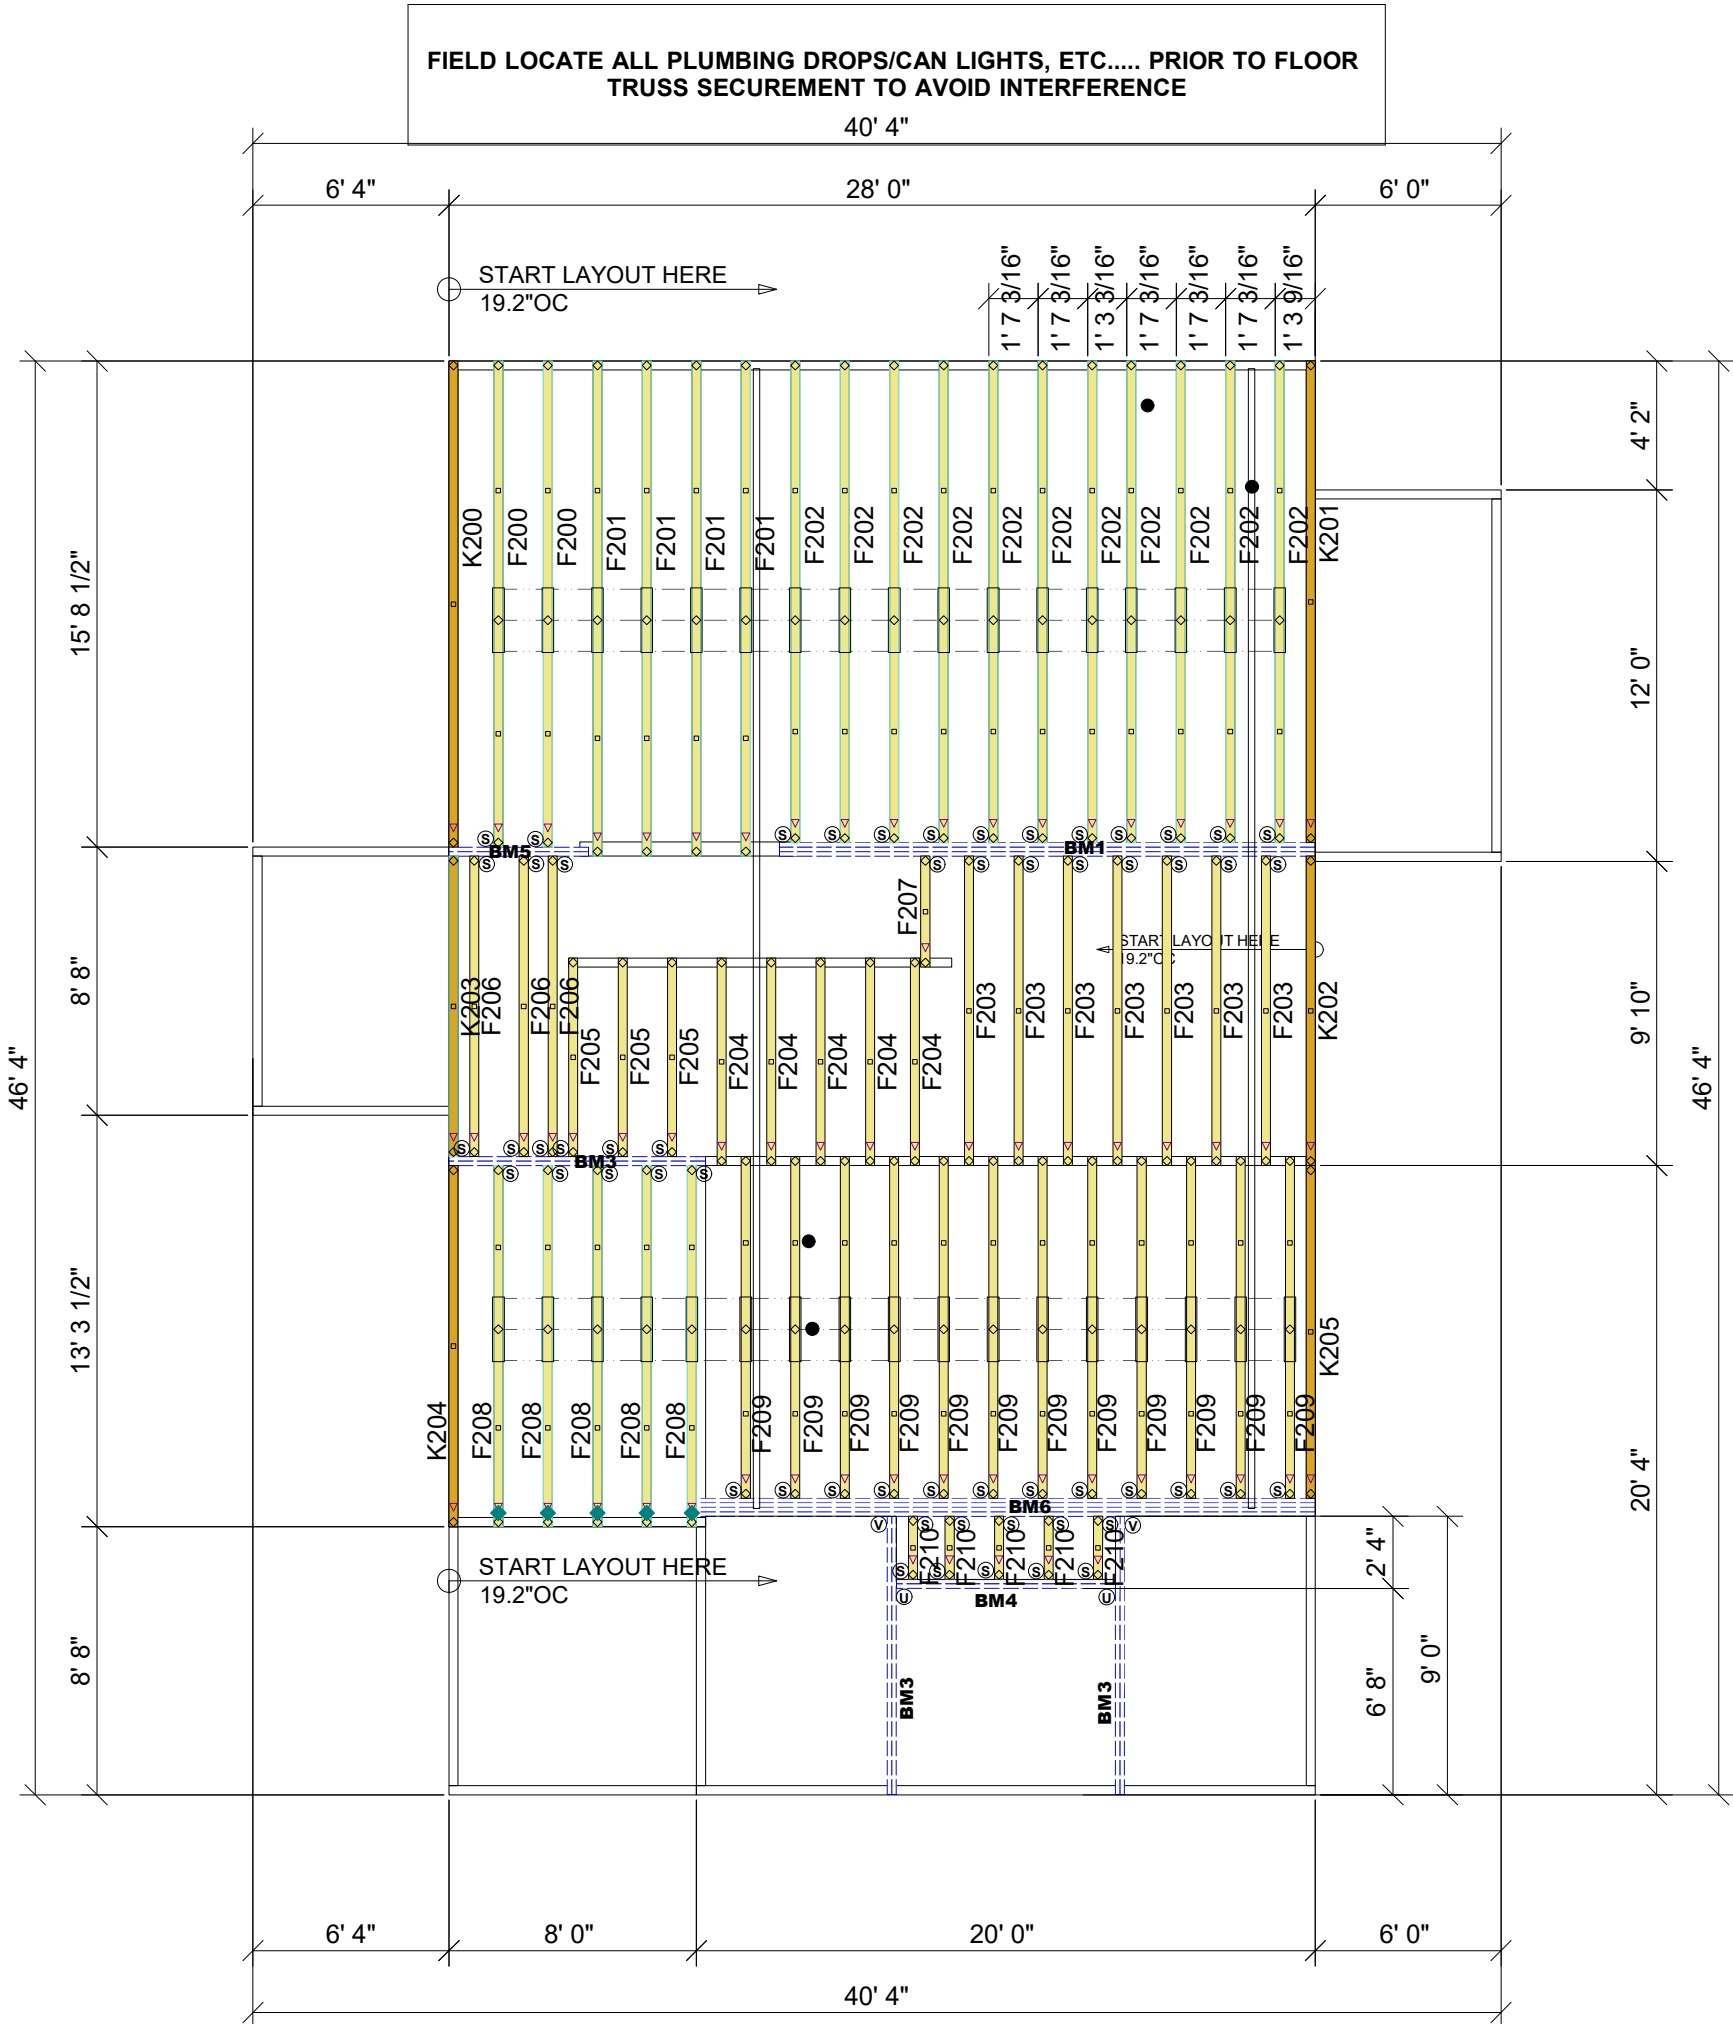 FIELD LOCATE ALL PLUMBING DROPS/CAN LIGHTS, ETC..... PRIOR TO FLOOR
TRUSS SECUREMENT TO AVOID INTERFERENCE
40' 4"
6' 4"
28' 0"
6' 0"
START LAYOUT HERE
19.2"OC
1' 7 3/16"
1' 7 3/16"
1' 3 3/16"
1' 7 3/16"
1' 7 3/16"
1' 7 3/16"
1' 3 9/16"
15' 8 1/2"
8' 8"
46' 4"
13' 3 1/2"
8' 8"
4' 2"
12' 0"
9' 10"
46' 4"
20' 4"
2' 4"
6' 8"
9' 0"
K200
F200
F200
F201
F201
F201
F201
F202
F202
F202
F202
F202
F202
F202
F202
F202
F202
F202
K201
S
S
S
S
S
S
S
S
S
S
S
S
S
BM5
BM1
S
S
S
S
S
S
S
S
S
S
S
F207
START LAYOUT HERE
19.2"OC
K203
F206
F206
F206
F205
F205
F205
F204
F204
F204
F204
F204
F203
F203
F203
F203
F203
F203
F203
K202
S
S
S
S
S
S
BM3
S
S
S
S
S
K204
F208
F208
F208
F208
F208
F209
F209
F209
F209
F209
F209
F209
F209
F209
F209
F209
F209
K205
S
S
S
S
S
S
S
S
S
S
S
S
BM6
V
S
S
S
S
S
V
F210
F210
F210
F210
F210
S
S
S
S
S
START LAYOUT HERE
19.2"OC
U
BM4
U
BM3
BM3
6' 4"
8' 0"
20' 0"
6' 0"
40' 4"